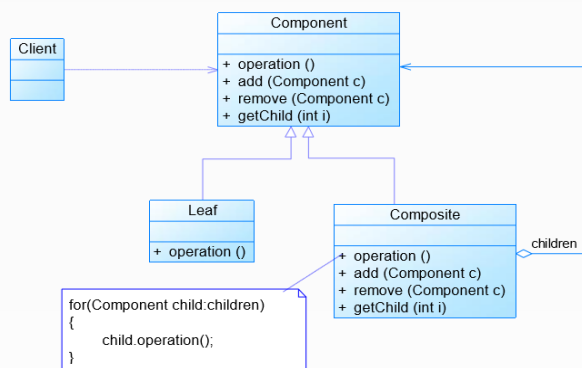 Component
Client
+ operation ()
+ add (Component c)
+ remove (Component c)
+ getChild (int i)
Leaf
+ operation ()
Composite
+ operation ()
+ add (Component c)
+ remove (Component c)
+ getChild (int i)
children
for(Component child:children)
{
child.operation();
}